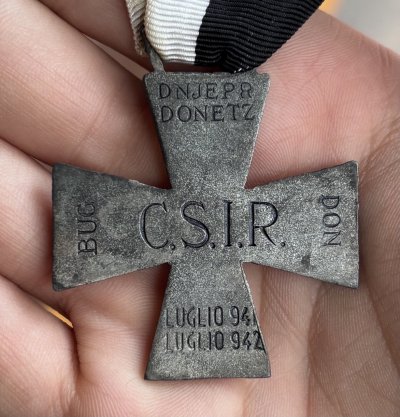 DNJEPR
DONETZ
BUG
C.S.I.R.
DON
LUGLIO 941
LUGLIO 942